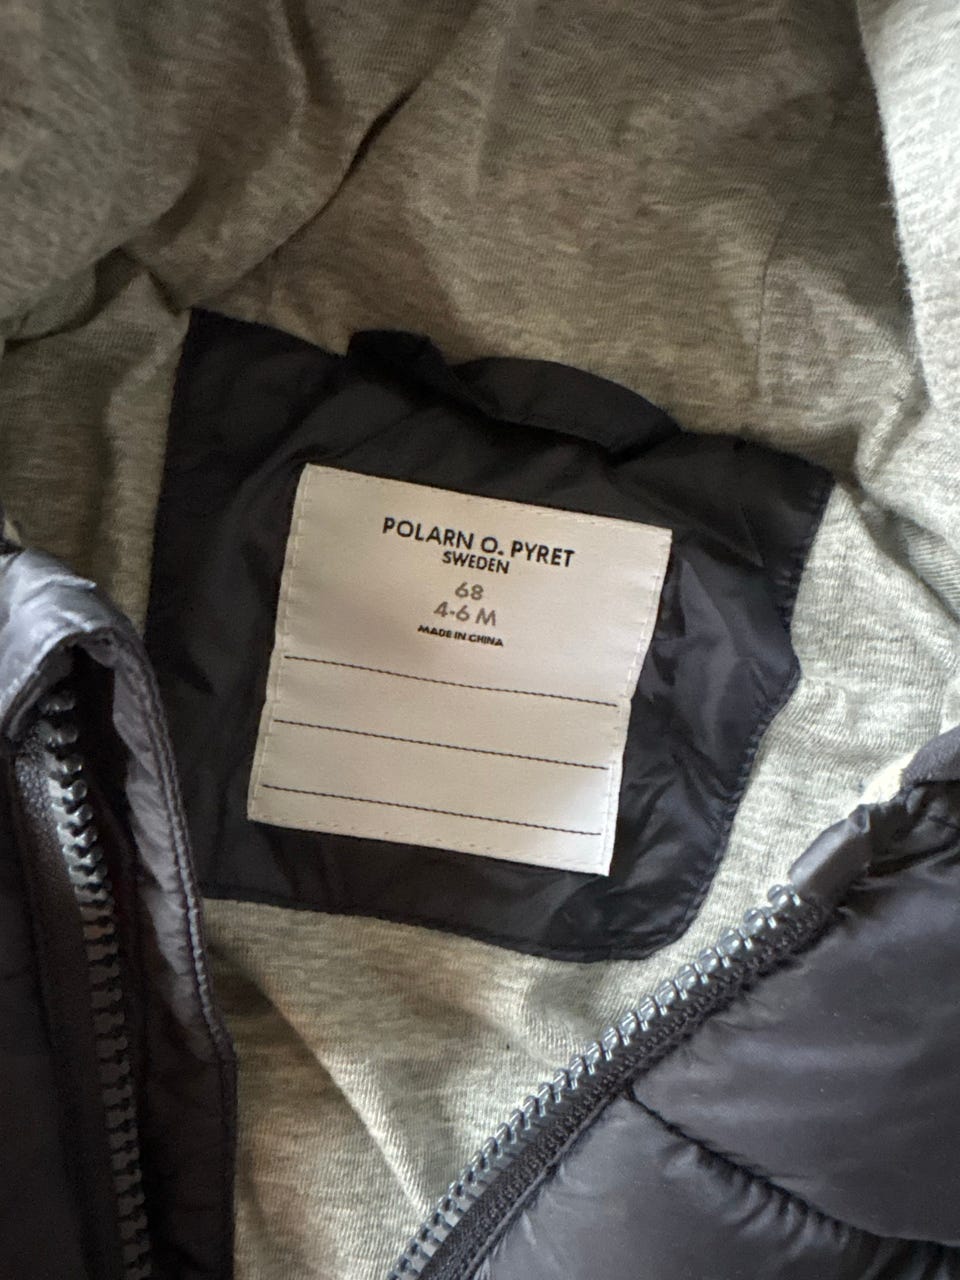 POLARN O. PYRET
SWEDEN
68
4-6 M
MADE IN CHINA